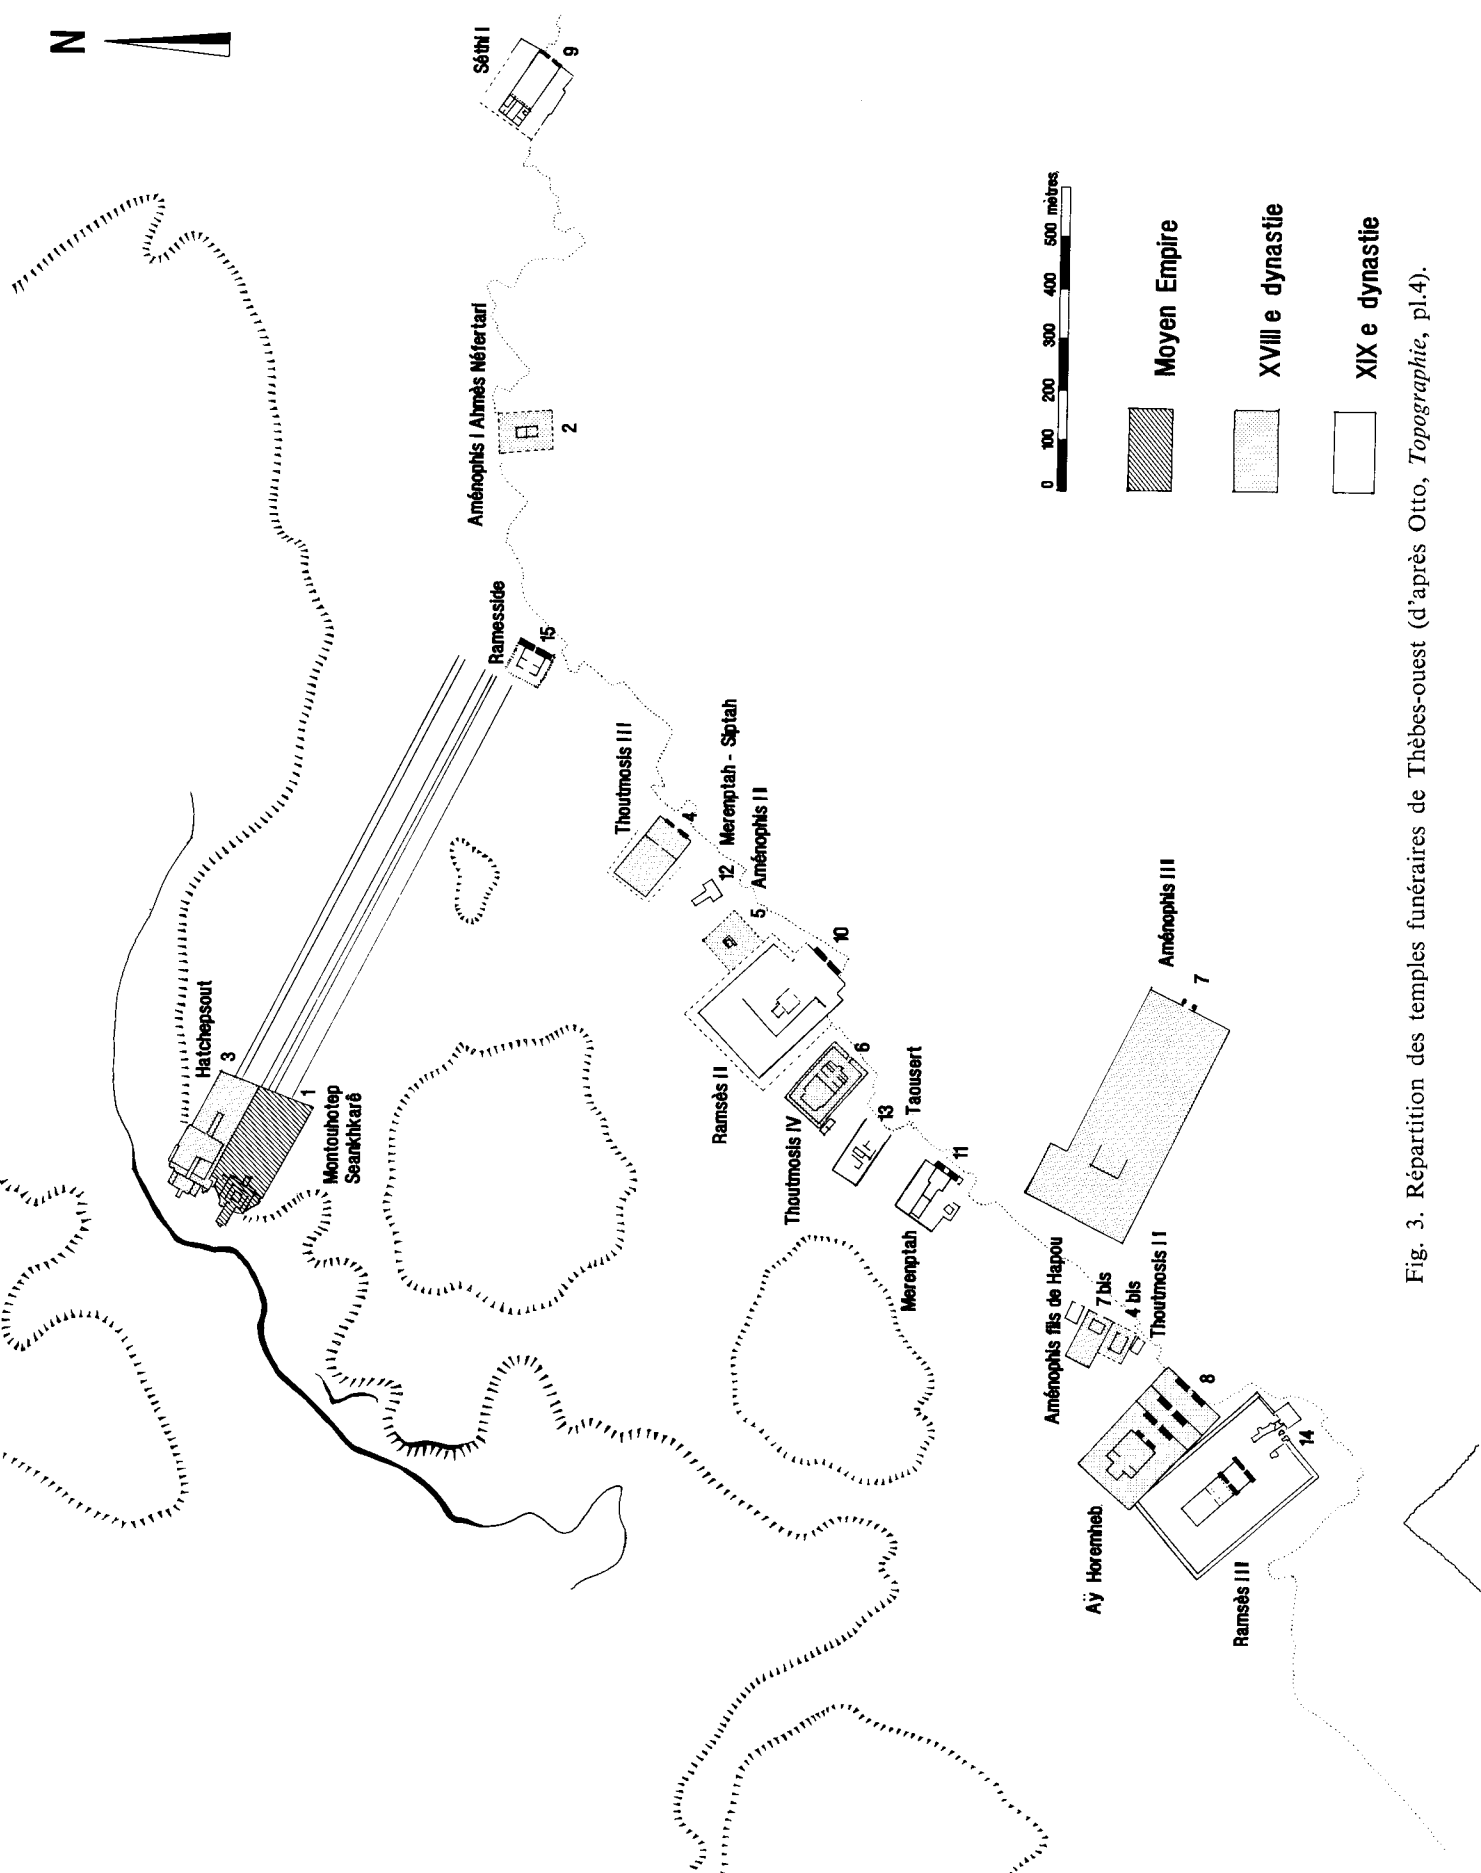 N
Séthi I
9
Aménophis I Ahmès Néfertari
2
Ramesside
15
Thoutmosis III
4
12 Merenptah - Siptah
5 Aménophis II
10
Ramsès II
6
Thoutmosis IV
13 Taousert
11
Merenptah
Hatchepsout
3
1
Montouhotep
Seankhkarê
Aménophis III
7
Aménophis fils de Hapou
7 bis
4 bis
Thoutmosis II
8
Aÿ Horemheb
14
Ramsès III
0 100 200 300 400 500 mètres
Moyen Empire
XVIII e dynastie
XIX e dynastie
Fig. 3. Répartition des temples funéraires de Thèbes-ouest (d'après Otto, Topographie, pl.4).